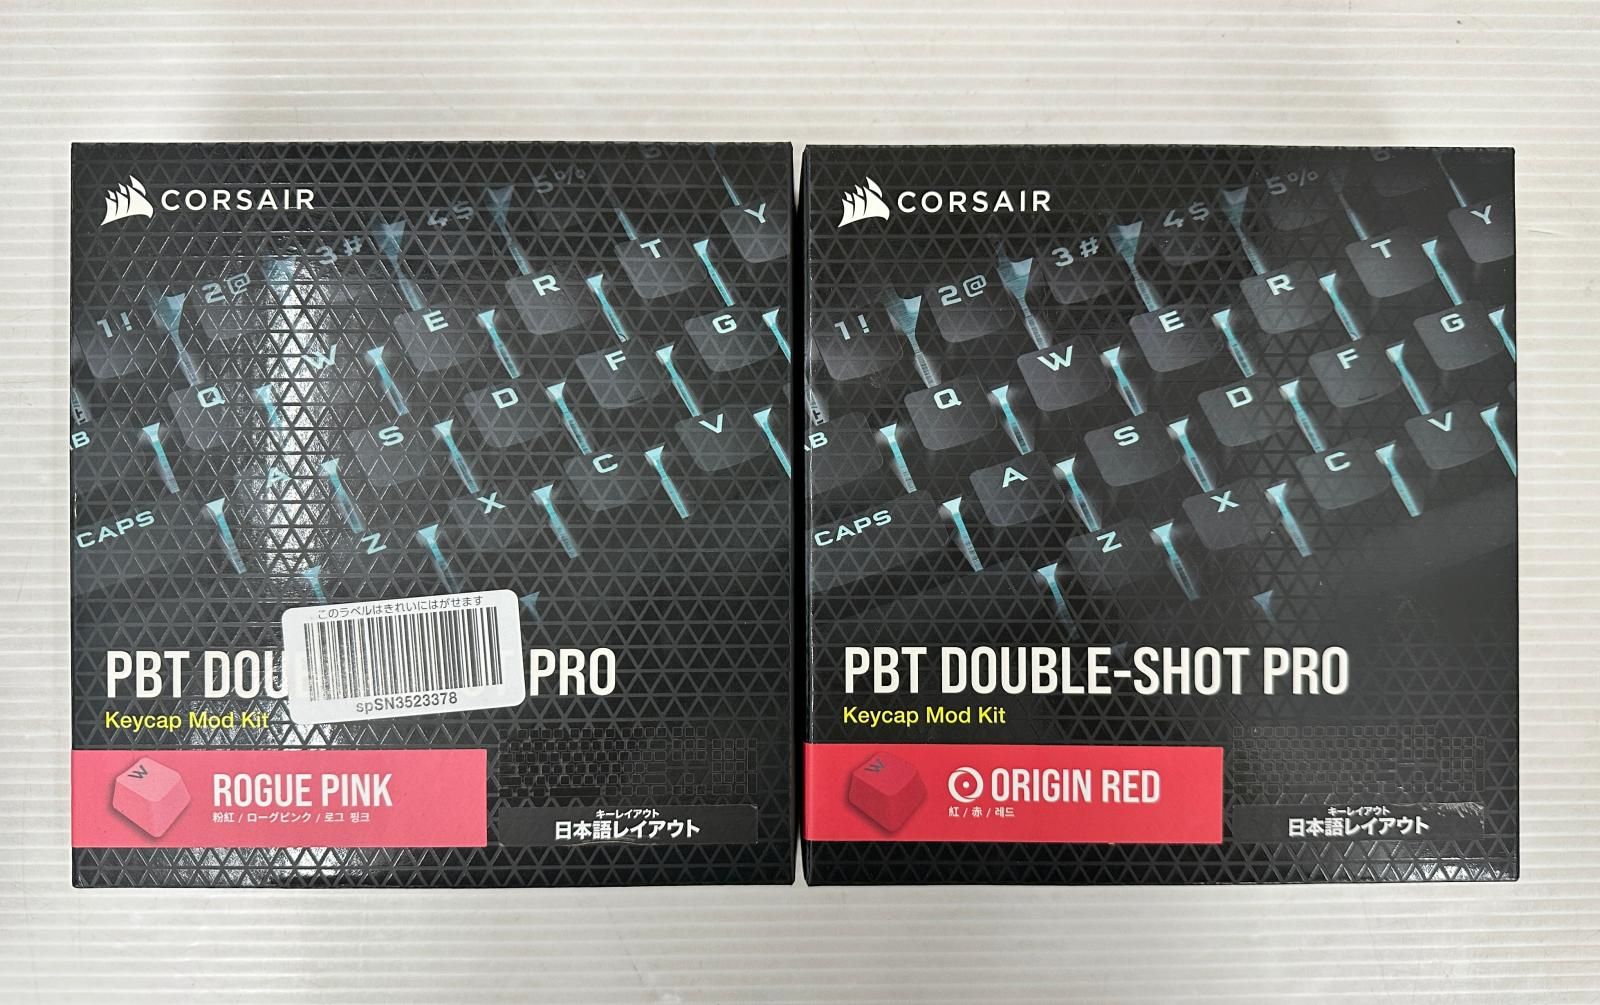 CORSAIR
1! 2@ 3# 4$ 5%
Q W E R T Y
A S D F G
CAPS Z X C V
このラベルはきれいにはがせます
spSN3523378
PBT DOU T PRO
Keycap Mod Kit
W
ROGUE PINK
粉紅 / ローグピンク / 로그 핑크
キーレイアウト
日本語レイアウト
CORSAIR
1! 2@ 3# 4$ 5%
Q W E R T Y
A S D F G
CAPS Z X C V
PBT DOUBLE-SHOT PRO
Keycap Mod Kit
W
ORIGIN RED
紅 / 赤 / 레드
キーレイアウト
日本語レイアウト